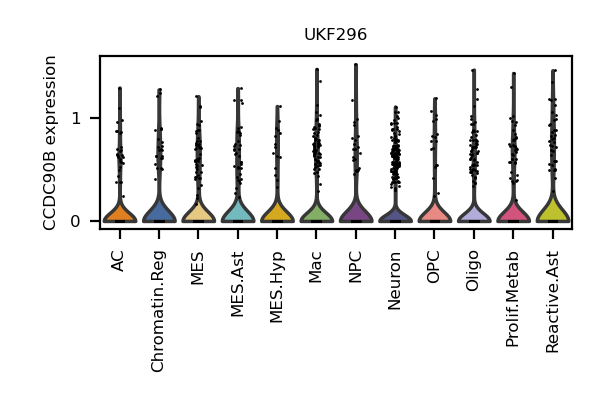 UKF296
CCDC90B expression
1
0
AC
Chromatin.Reg
MES
MES.Ast
MES.Hyp
Mac
NPC
Neuron
OPC
Oligo
Prolif.Metab
Reactive.Ast